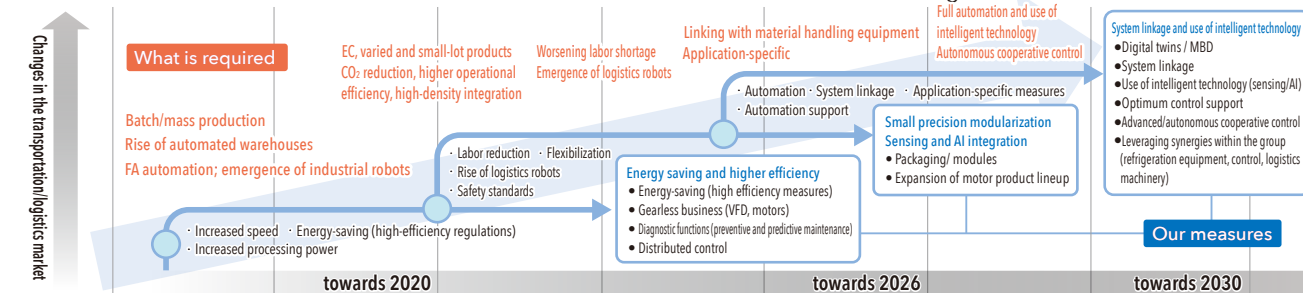 Changes in the transportation/logistics market
What is required
Batch/mass production
Rise of automated warehouses
FA automation; emergence of industrial robots
EC, varied and small-lot products
CO2 reduction, higher operational
efficiency, high-density integration
Worsening labor shortage
Emergence of logistics robots
Linking with material handling equipment
Application-specific
Full automation and use of
intelligent technology
Autonomous cooperative control
· Increased speed · Energy-saving (high-efficiency regulations)
· Increased processing power
· Labor reduction · Flexibilization
· Rise of logistics robots
· Safety standards
· Automation · System linkage · Application-specific measures
· Automation support
Energy saving and higher efficiency
● Energy-saving (high efficiency measures)
● Gearless business (VFD, motors)
● Diagnostic functions (preventive and predictive maintenance)
● Distributed control
Small precision modularization
Sensing and AI integration
● Packaging/ modules
● Expansion of motor product lineup
System linkage and use of intelligent technology
●Digital twins / MBD
●System linkage
●Use of intelligent technology (sensing/AI)
●Optimum control support
●Advanced/autonomous cooperative control
●Leveraging synergies within the group
(refrigeration equipment, control, logistics
machinery)
Our measures
towards 2020
towards 2026
towards 2030